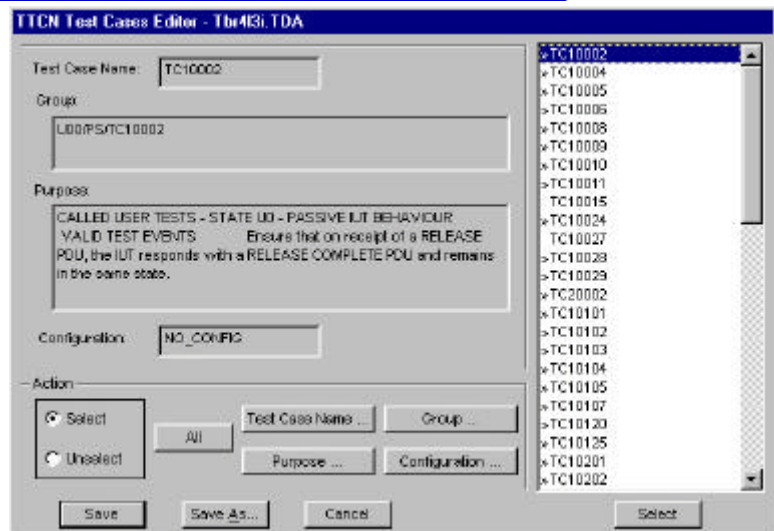 TTCN Test Cases Editor - Tbr4l3i.TDA
Test Case Name:
TC10002
Group:
U00/PS/TC10002
Purpose:
CALLED USER TESTS - STATE U0 - PASSIVE IUT BEHAVIOUR
VALID TEST EVENTS Ensure that on receipt of a RELEASE
PDU, the IUT responds with a RELEASE COMPLETE PDU and remains
in the same state.
Configuration:
NO_CONFIG
Action
Select
Unselect
All
Test Case Name ...
Group ...
Purpose ...
Configuration ...
Save
Save As...
Cancel
»TC10002
»TC10004
»TC10005
»TC10006
»TC10008
»TC10009
»TC10010
»TC10011
TC10015
»TC10024
TC10027
»TC10028
»TC10029
»TC20002
»TC10101
»TC10102
»TC10103
»TC10104
»TC10105
»TC10107
»TC10120
»TC10125
»TC10201
»TC10202
Select